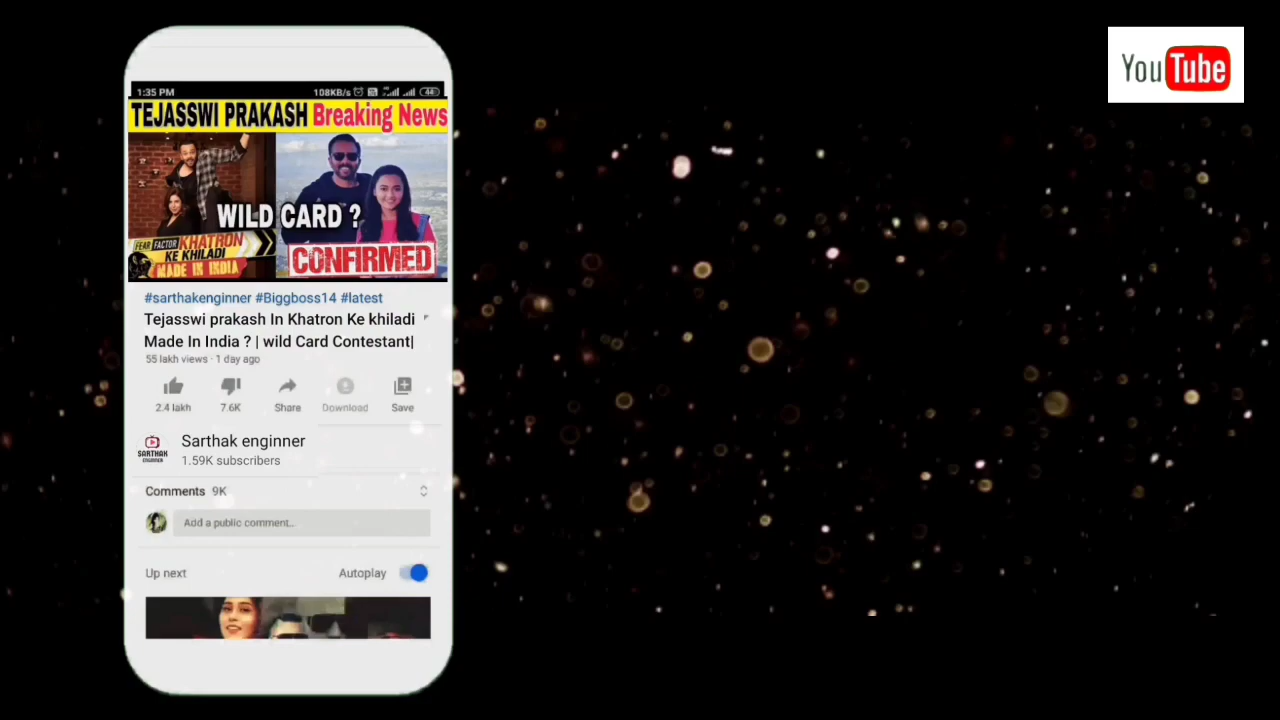 YouTube
1:35 PM 108KB/s 44
TEJASSWI PRAKASH Breaking News
WILD CARD ?
FEAR FACTOR KHATRON
KE KHILADI
MADE IN INDIA
CONFIRMED
#sarthakenginner #Biggboss14 #latest
Tejasswi prakash In Khatron Ke khiladi
Made In India ? | wild Card Contestant|
55 lakh views · 1 day ago
2.4 lakh 7.6K Share Download Save
Sarthak enginner
SARTHAK
ENGINNER
1.59K subscribers
Comments 9K
Add a public comment...
Up next Autoplay